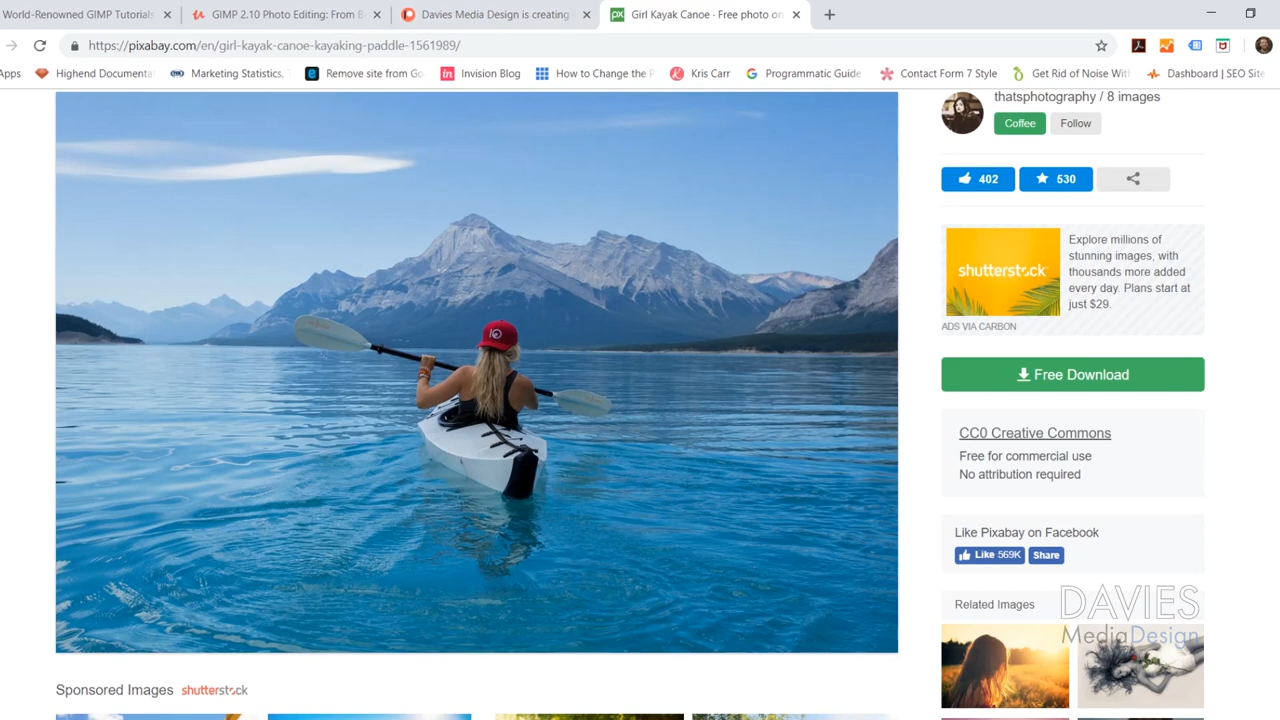 World-Renowned GIMP Tutorials
GIMP 2.10 Photo Editing: From B
Davies Media Design is creating
Girl Kayak Canoe · Free photo on
https://pixabay.com/en/girl-kayak-canoe-kayaking-paddle-1561989/
Apps
Highend Documenta
Marketing Statistics, T
Remove site from Go
Invision Blog
How to Change the P
Kris Carr
Programmatic Guide
Contact Form 7 Style
Get Rid of Noise With
Dashboard | SEO Site
thatsphotography / 8 images
Coffee Follow
402 530
shutterstock
Explore millions of
stunning images, with
thousands more added
every day. Plans start at
just $29.
ADS VIA CARBON
Free Download
CC0 Creative Commons
Free for commercial use
No attribution required
Like Pixabay on Facebook
Like 569K Share
Related Images
DAVIES
MediaDesign
Sponsored Images shutterstock